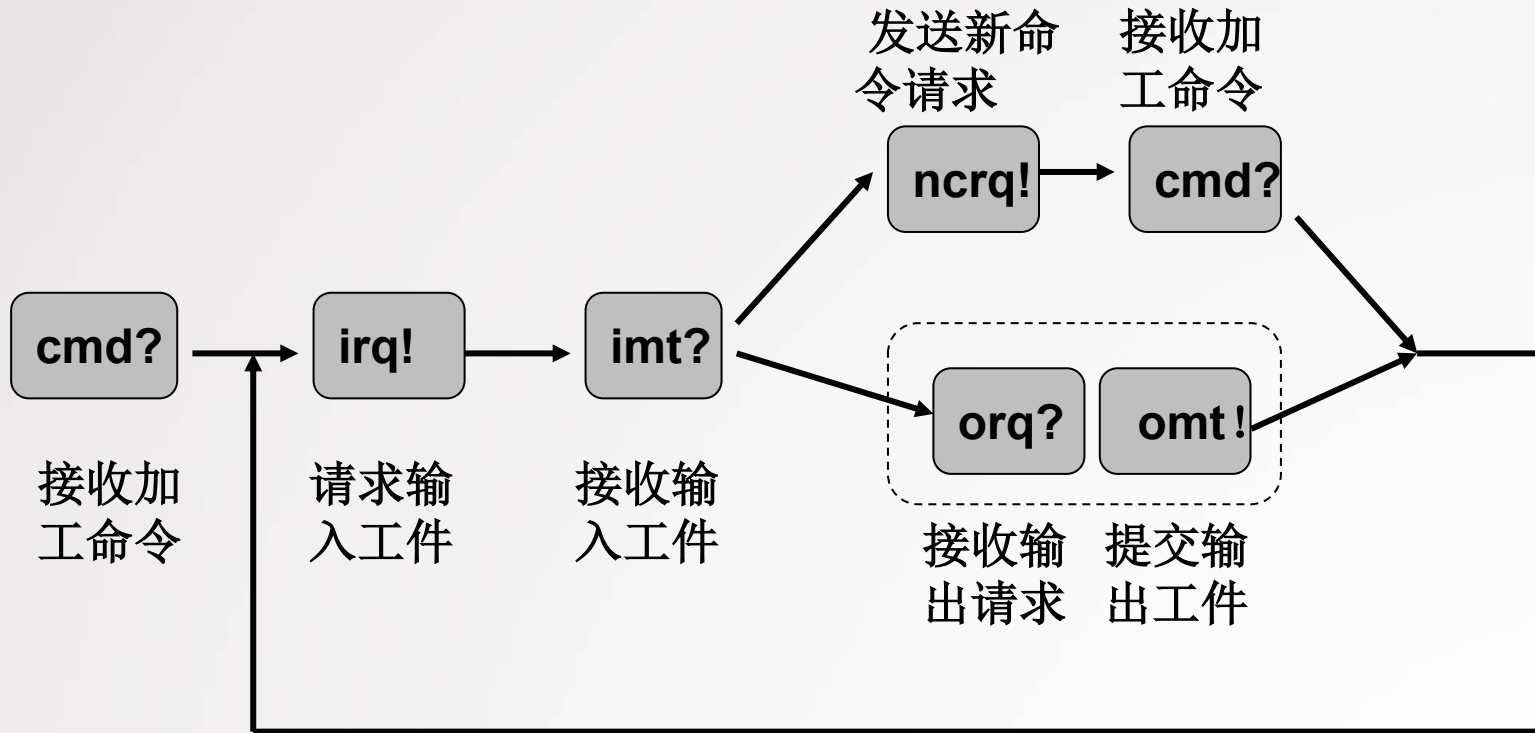 发送新命
令请求
接收加
工命令
ncrq!
cmd?
cmd?
irq!
imt?
orq?
omt!
接收加
工命令
请求输
入工件
接收输
入工件
接收输
出请求
提交输
出工件